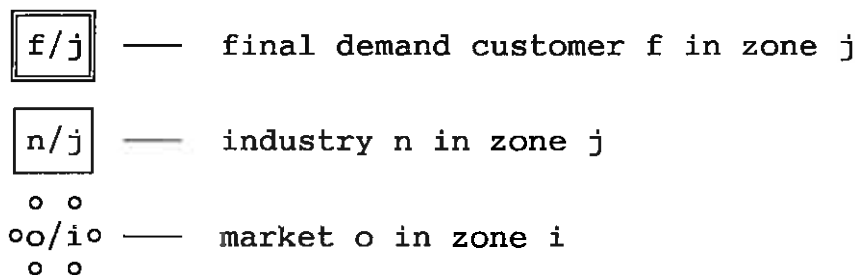 f/j — final demand customer f in zone j
n/j — industry n in zone j
o/i — market o in zone i